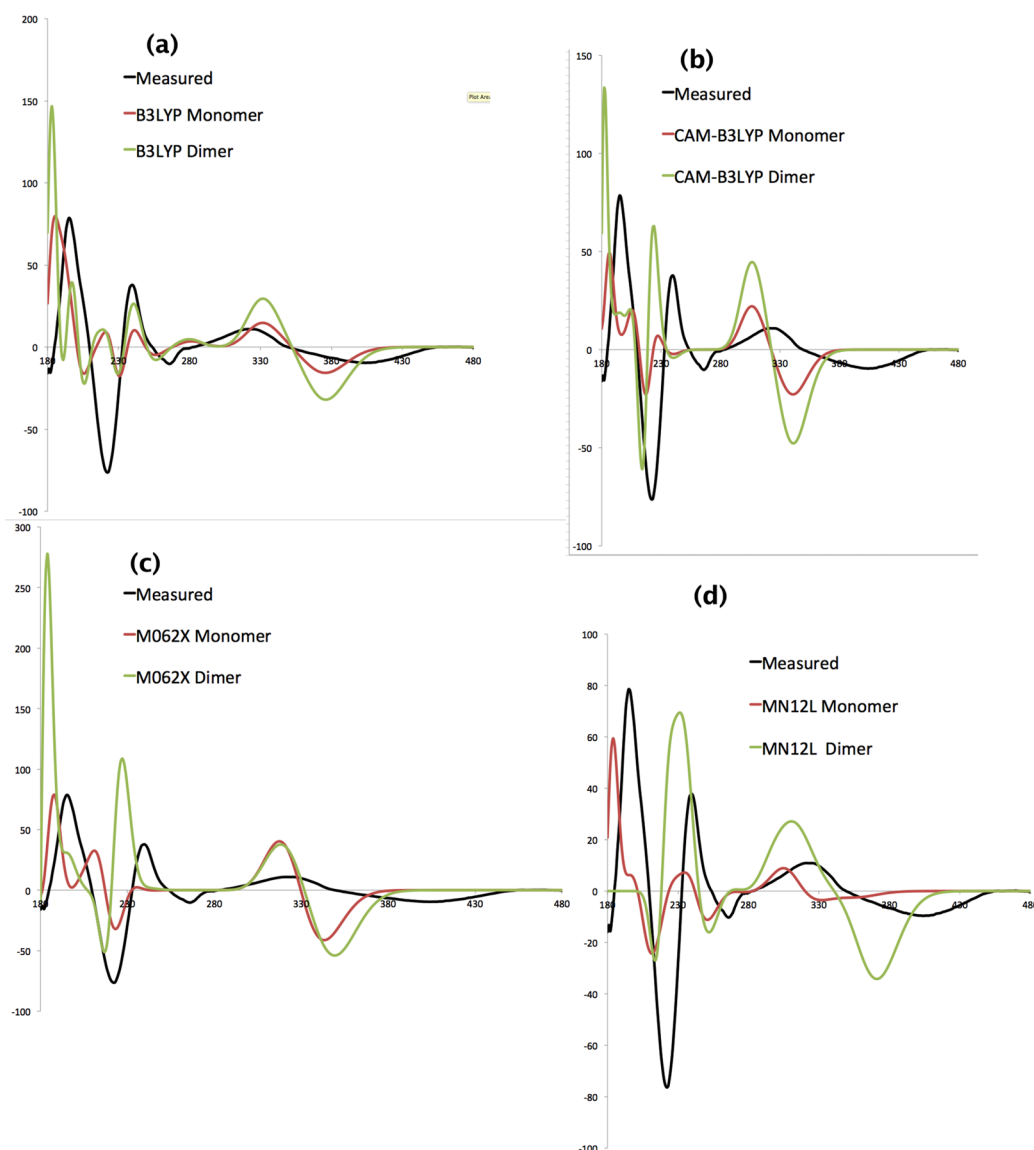 (a)
Measured
B3LYP Monomer
B3LYP Dimer
Plot Area
200
150
100
50
0
-50
-100
180 230 280 330 380 430 480
(b)
Measured
CAM-B3LYP Monomer
CAM-B3LYP Dimer
150
100
50
0
-50
-100
180 230 280 330 380 430 480
(c)
Measured
M062X Monomer
M062X Dimer
300
250
200
150
100
50
0
-50
-100
180 230 280 330 380 430 480
(d)
Measured
MN12L Monomer
MN12L Dimer
100
80
60
40
20
0
-20
-40
-60
-80
-100
180 230 280 330 380 430 480